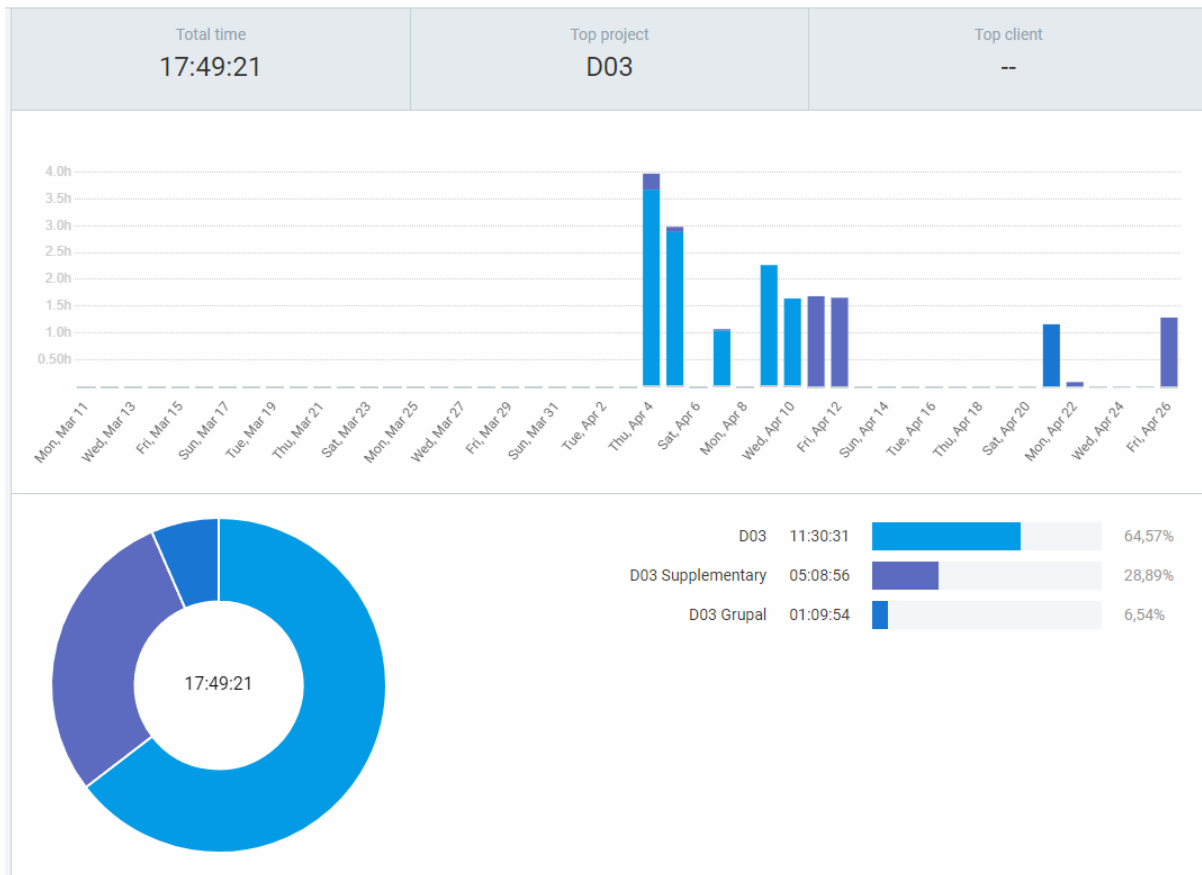 Total time Top project Top client
17:49:21 D03 --
4.0h
3.5h
3.0h
2.5h
2.0h
1.5h
1.0h
0.50h
Mon, Mar 11 Wed, Mar 13 Fri, Mar 15 Sun, Mar 17 Tue, Mar 19 Thu, Mar 21 Sat, Mar 23 Mon, Mar 25 Wed, Mar 27 Fri, Mar 29 Sun, Mar 31 Tue, Apr 2 Thu, Apr 4 Sat, Apr 6 Mon, Apr 8 Wed, Apr 10 Fri, Apr 12 Sun, Apr 14 Tue, Apr 16 Thu, Apr 18 Sat, Apr 20 Mon, Apr 22 Wed, Apr 24 Fri, Apr 26
D03 11:30:31 64,57%
D03 Supplementary 05:08:56 28,89%
D03 Grupal 01:09:54 6,54%
17:49:21